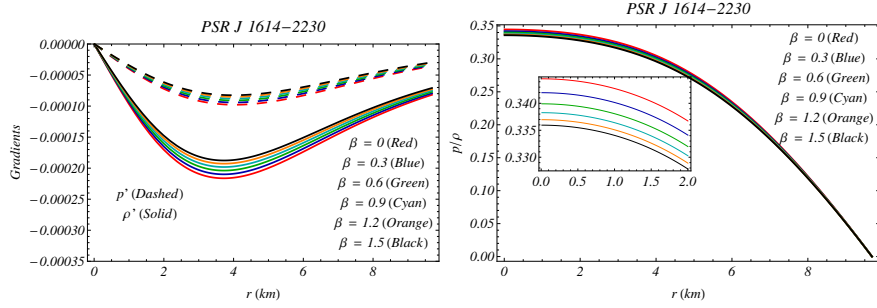 PSR J 1614−2230
0.00000
−0.00005
−0.00010
−0.00015
−0.00020
−0.00025
−0.00030
−0.00035
Gradients
β = 0 (Red)
β = 0.3 (Blue)
β = 0.6 (Green)
β = 0.9 (Cyan)
β = 1.2 (Orange)
β = 1.5 (Black)
p' (Dashed)
ρ' (Solid)
0 2 4 6 8
r (km)
PSR J 1614−2230
0.35
0.30
0.25
0.20
0.15
0.10
0.05
0.00
p/ρ
β = 0 (Red)
β = 0.3 (Blue)
β = 0.6 (Green)
β = 0.9 (Cyan)
β = 1.2 (Orange)
β = 1.5 (Black)
0.340
0.335
0.330
0.0 0.5 1.0 1.5 2.0
0 2 4 6 8
r (km)